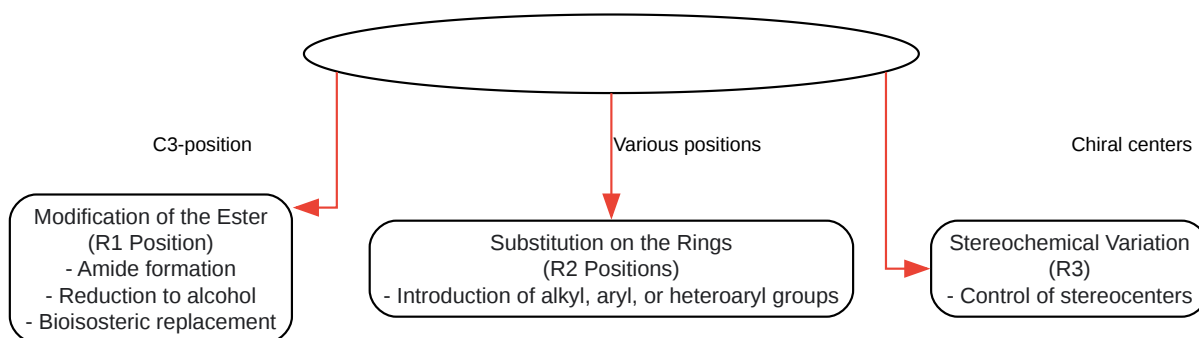 C3-position
Various positions
Chiral centers
Modification of the Ester
(R1 Position)
- Amide formation
- Reduction to alcohol
- Bioisosteric replacement
Substitution on the Rings
(R2 Positions)
- Introduction of alkyl, aryl, or heteroaryl groups
Stereochemical Variation
(R3)
- Control of stereocenters